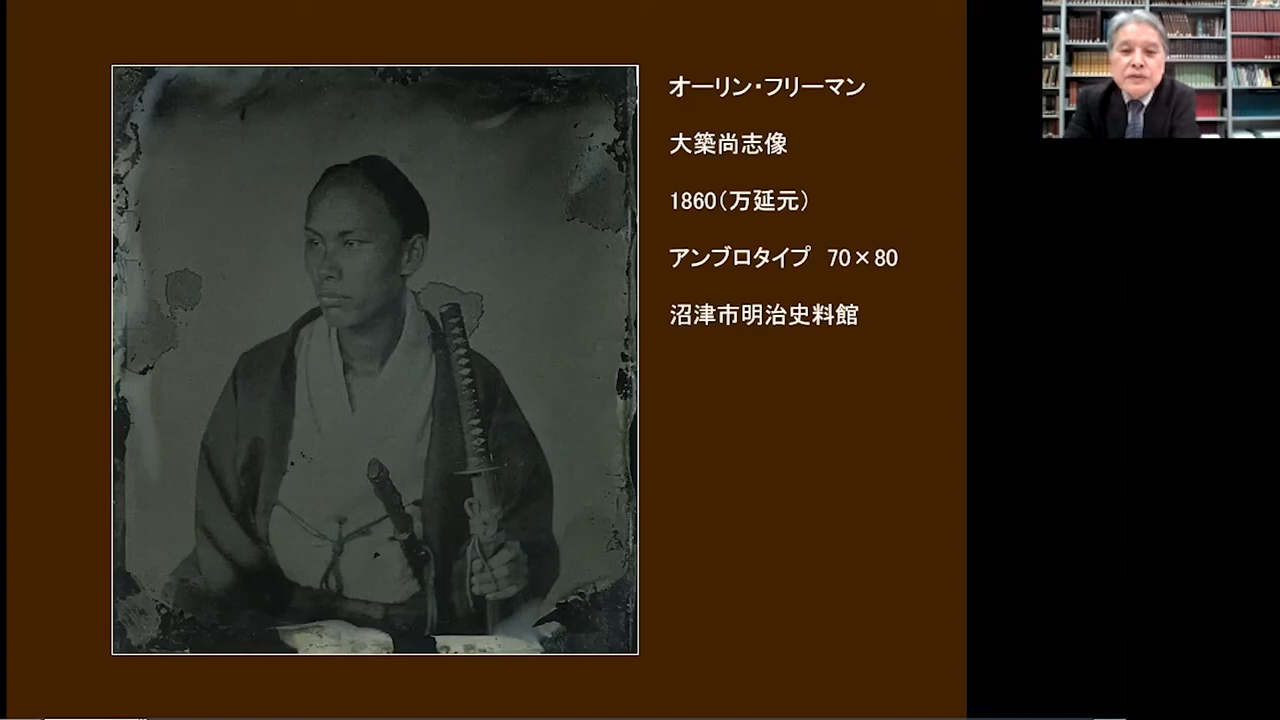 オーリン・フリーマン
大築尚志像
1860（万延元）
アンブロタイプ　70×80
沼津市明治史料館